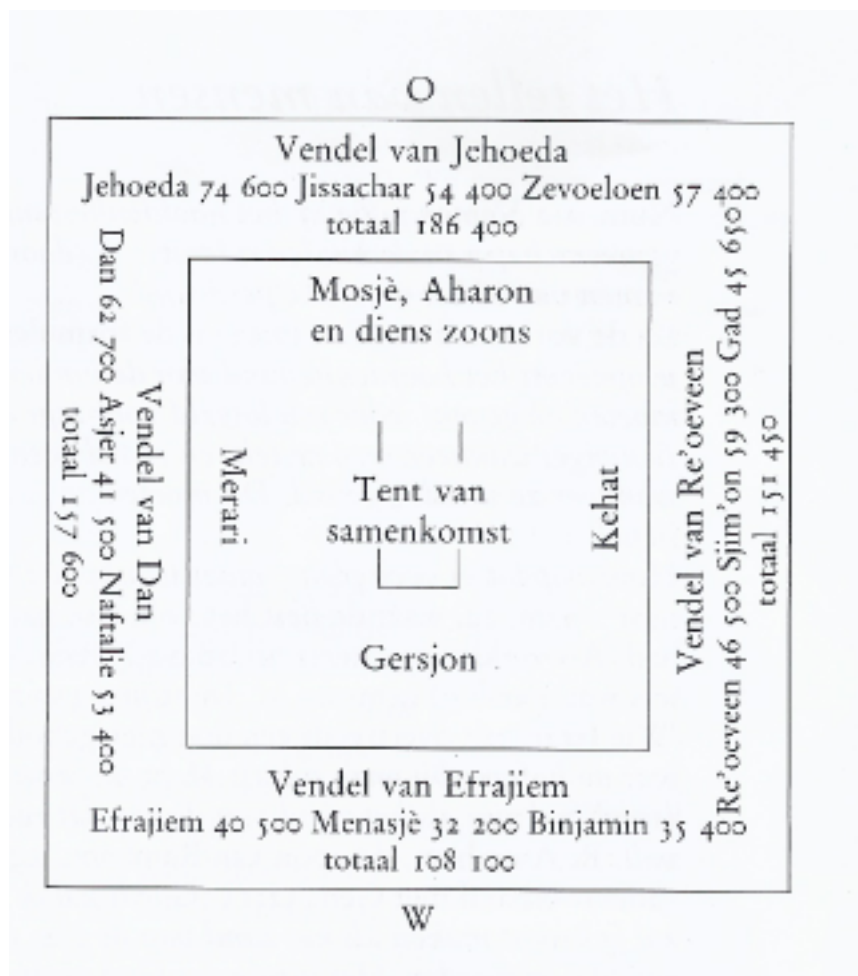 O
Vendel van Jehoeda
Jehoeda 74 600 Jissachar 54 400 Zevoeloen 57 400
totaal 186 400
Dan 62 700 Asjer 41 500 Naftalie 53 400
Vendel van Dan
totaal 157 600
Mosjè, Aharon
en diens zoons
Merari
Tent van
samenkomst
Kehat
Gersjon
Vendel van Re'oeveen
Re'oeveen 46 500 Sjim'on 59 300 Gad 45 650
totaal 151 450
Vendel van Efrajiem
Efrajiem 40 500 Menasjè 32 200 Binjamin 35 400
totaal 108 100
W